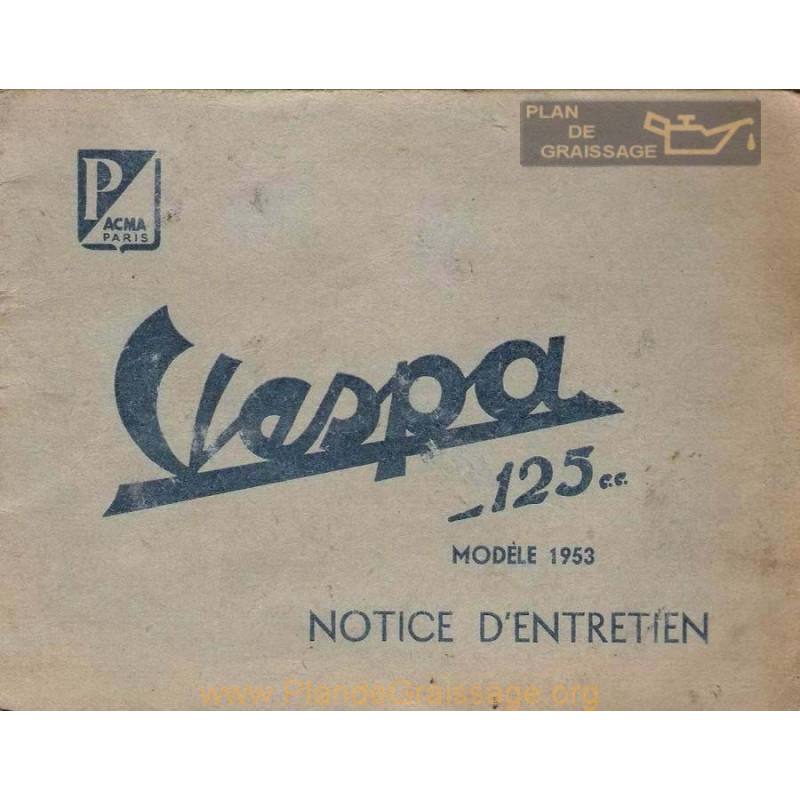 PLAN
DE
GRAISSAGE
P
ACMA
PARIS
Vespa
125 c.c.
MODÈLE 1953
NOTICE D'ENTRETIEN
www.PlandeGraissage.org